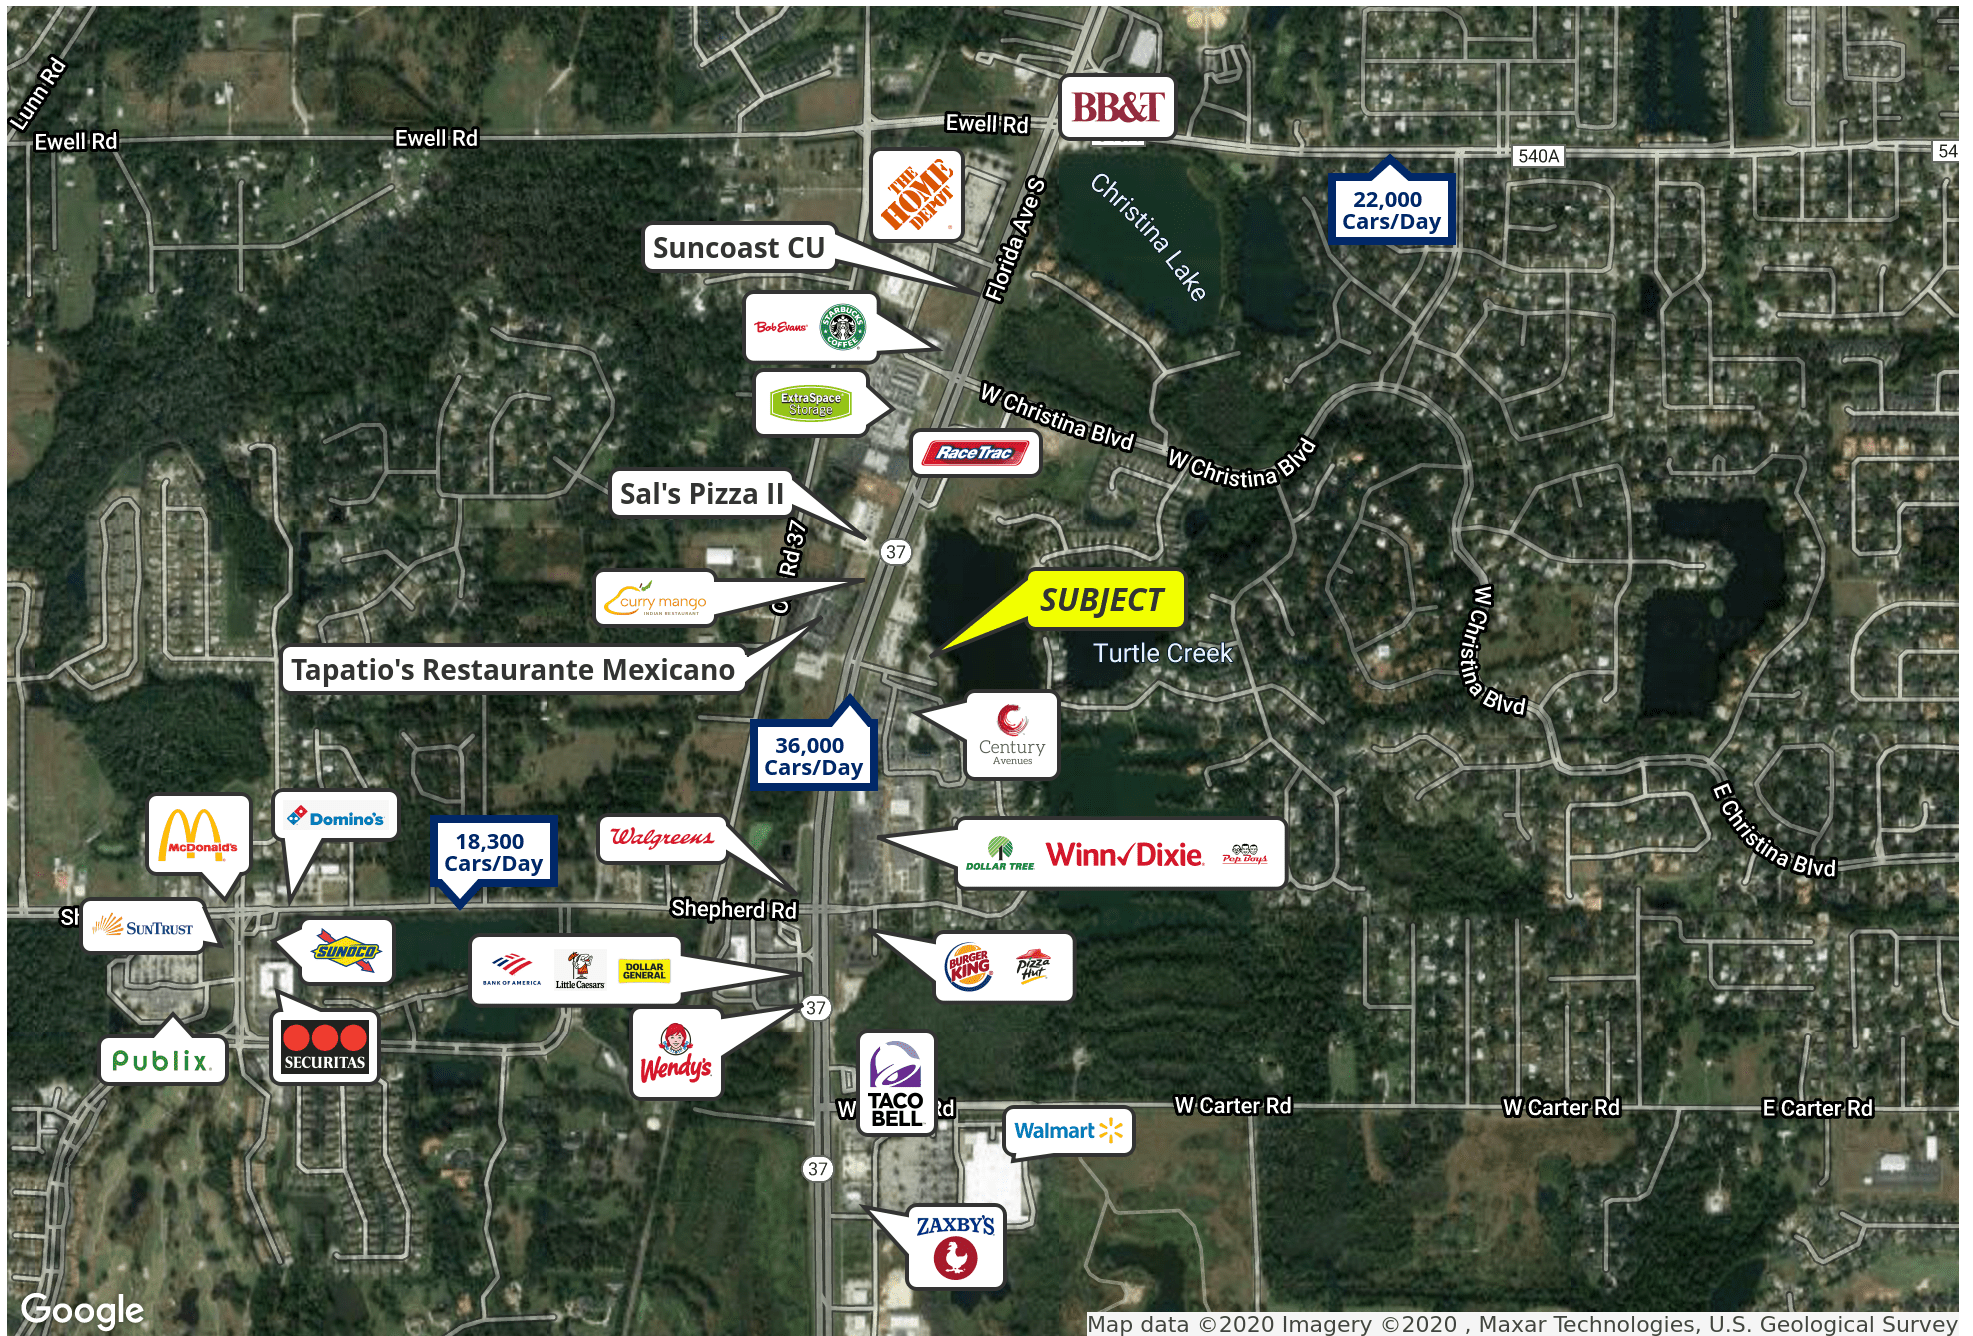 Lunn Rd
Ewell Rd
Ewell Rd
Ewell Rd
BB&T
540A
54
22,000
Cars/Day
THE
HOME
DEPOT
Christina Lake
Florida Ave S
Suncoast CU
Bob Evans
STARBUCKS
COFFEE
ExtraSpace
Storage
W Christina Blvd
W Christina Blvd
RaceTrac
Sal's Pizza II
37
Rd 37
curry mango
INDIAN RESTAURANT
SUBJECT
Turtle Creek
W Christina Blvd
Tapatio's Restaurante Mexicano
Century
Avenues
36,000
Cars/Day
E Christina Blvd
McDonald's
Domino's
18,300
Cars/Day
Walgreens
DOLLAR TREE
Winn Dixie
Pep Boys
Sh
Shepherd Rd
SUNTRUST
SUNOCO
BANK OF AMERICA
Little Caesars
DOLLAR
GENERAL
BURGER
KING
Pizza
Hut
37
Publix
SECURITAS
Wendy's
TACO
BELL
W
Rd
W Carter Rd
W Carter Rd
E Carter Rd
Walmart
37
ZAXBY'S
Google
Map data ©2020 Imagery ©2020 , Maxar Technologies, U.S. Geological Survey